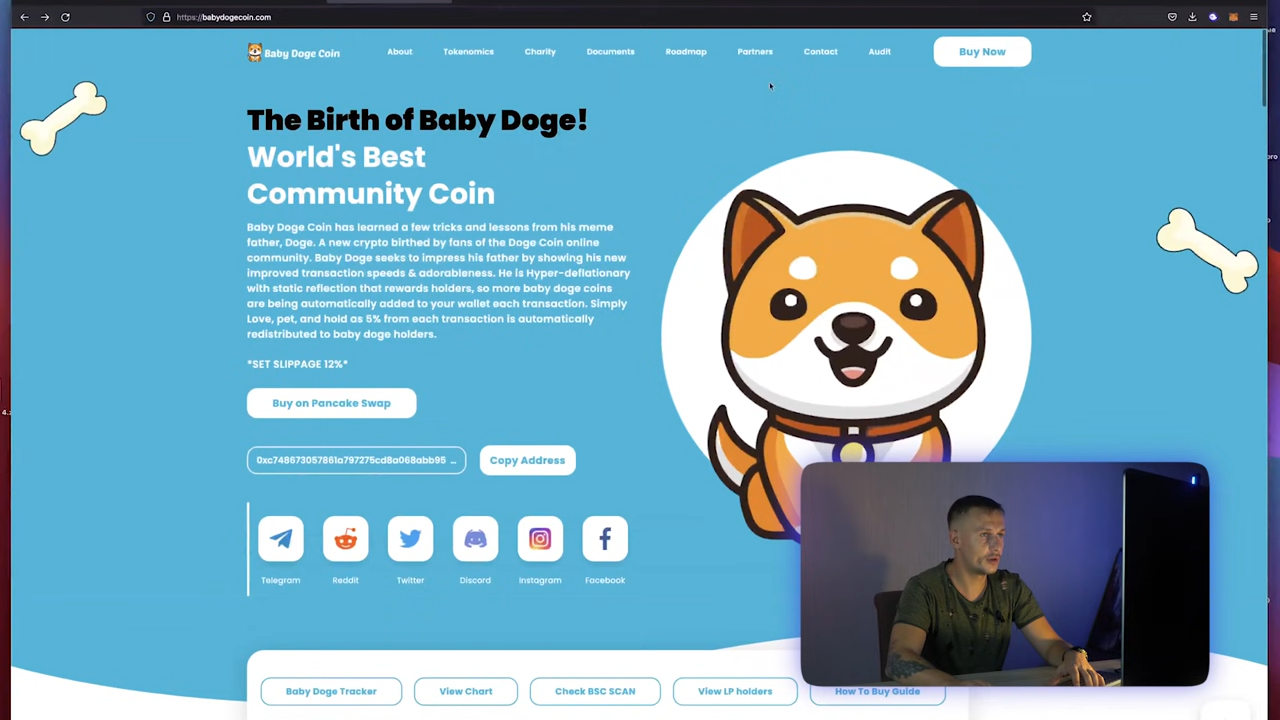 https://babydogecoin.com
Baby Doge Coin
About
Tokenomics
Charity
Documents
Roadmap
Partners
Contact
Audit
Buy Now
The Birth of Baby Doge!
World's Best
Community Coin
Baby Doge Coin has learned a few tricks and lessons from his meme
father, Doge. A new crypto birthed by fans of the Doge Coin online
community. Baby Doge seeks to impress his father by showing his new
improved transaction speeds & adorableness. He is Hyper-deflationary
with static reflection that rewards holders, so more baby doge coins
are being automatically added to your wallet each transaction. Simply
Love, pet, and hold as 5% from each transaction is automatically
redistributed to baby doge holders.
*SET SLIPPAGE 12%*
Buy on Pancake Swap
0xc748673057861a797275cd8a068abb95 ...
Copy Address
Telegram
Reddit
Twitter
Discord
Instagram
Facebook
Baby Doge Tracker
View Chart
Check BSC SCAN
View LP holders
How To Buy Guide